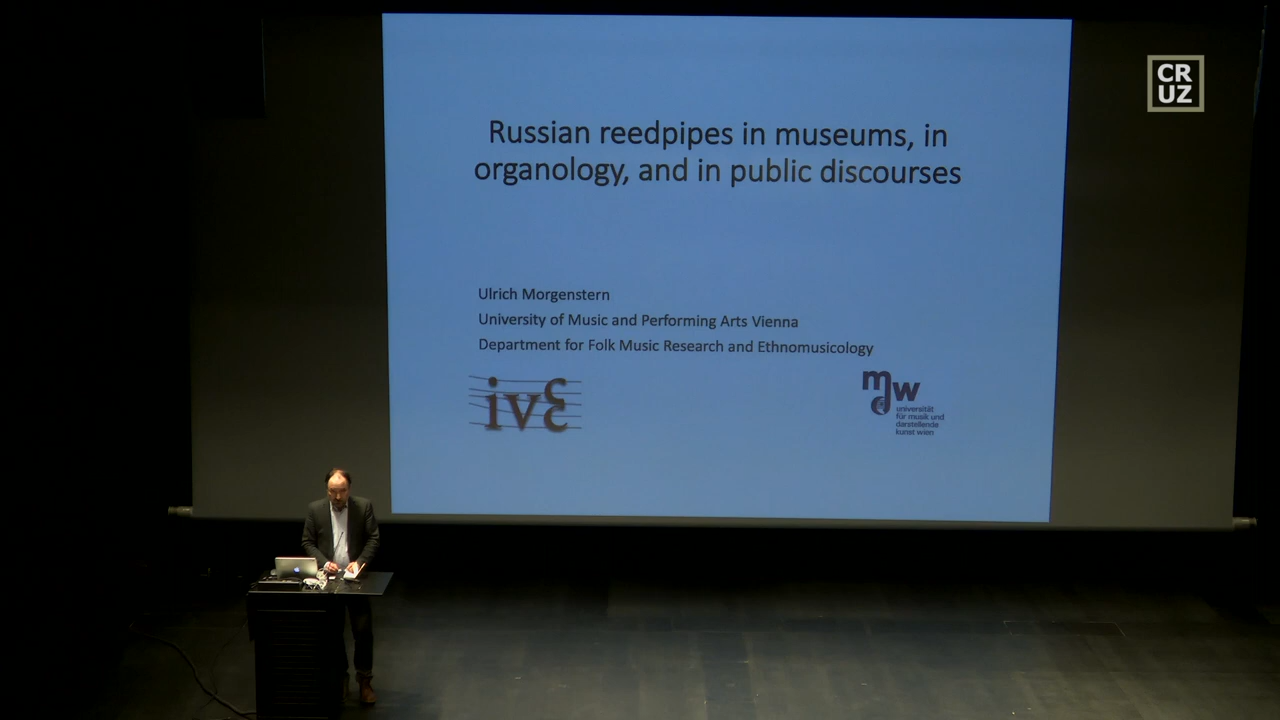 CR
UZ
Russian reedpipes in museums, in
organology, and in public discourses
Ulrich Morgenstern
University of Music and Performing Arts Vienna
Department for Folk Music Research and Ethnomusicology
mdw
universität
für musik und
darstellende
kunst wien